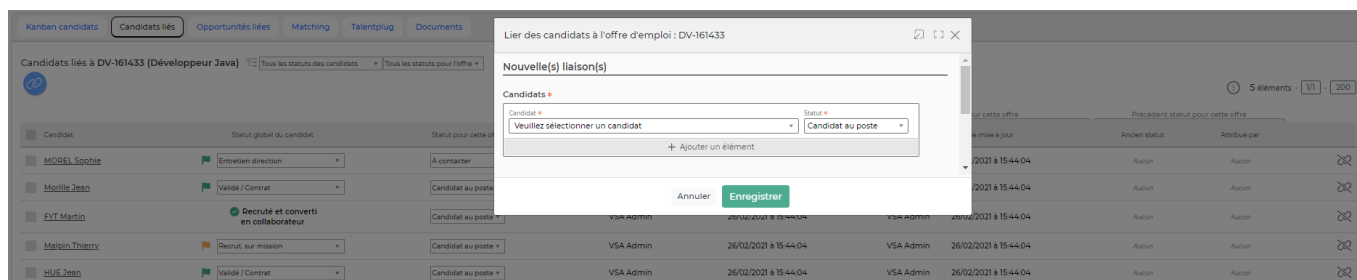 Kanban candidats Candidats liés Opportunités liées Matching Talentplug Documents
Lier des candidats à l'offre d'emploi : DV-161433
Candidats liés à DV-161433 (Développeur Java) Tous les statuts des candidats Tous les statuts pour l'offre
Nouvelle(s) liaison(s)
5 éléments - 1/1 - 200
Candidats *
Candidat * Statut *
Veuillez sélectionner un candidat Candidat au poste
+ Ajouter un élément
Annuler Enregistrer
ur cette offre Précédent statut pour cette offre
Candidat Statut global du candidat Statut pour cette of e mise à jour Ancien statut Attribué par
MOREL Sophie Entretien direction A contacter /2021 à 15:44:04 Aucun Aucun
Morille Jean Validé / Contrat Candidat au poste /2021 à 15:44:04 Aucun Aucun
FYT Martin Recruté et converti
en collaborateur Candidat au poste VSA Admin 26/02/2021 à 15:44:04 VSA Admin 26/02/2021 à 15:44:04 Aucun Aucun
Malpin Thierry Recrut. sur mission Candidat au poste VSA Admin 26/02/2021 à 15:44:04 VSA Admin 26/02/2021 à 15:44:04 Aucun Aucun
HUE Jean Validé / Contrat Candidat au poste VSA Admin 26/02/2021 à 15:44:04 VSA Admin 26/02/2021 à 15:44:04 Aucun Aucun